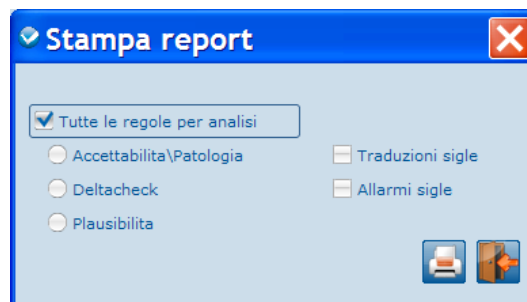 Stampa report
Tutte le regole per analisi
Accettabilita\Patologia
Traduzioni sigle
Deltacheck
Allarmi sigle
Plausibilita